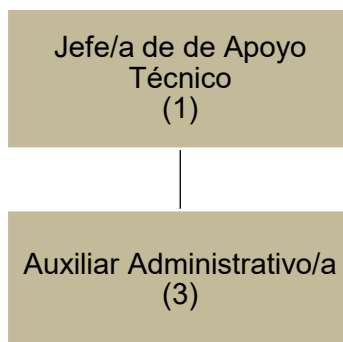 Jefe/a de de Apoyo
Técnico
(1)
Auxiliar Administrativo/a
(3)